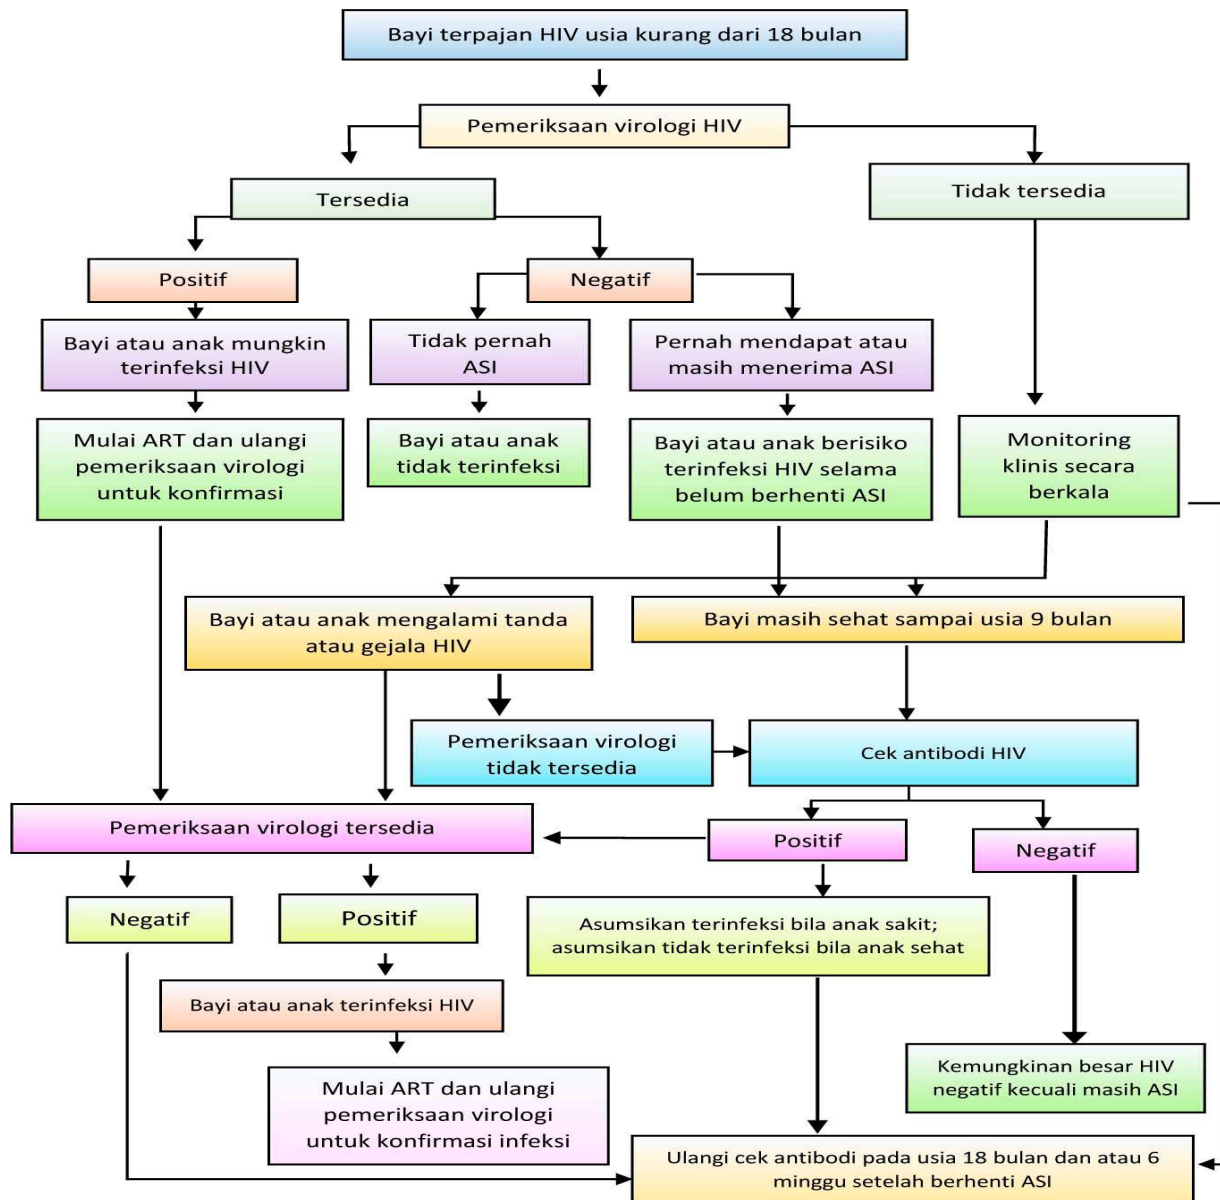 Bayi terpajan HIV usia kurang dari 18 bulan
Pemeriksaan virologi HIV
Tersedia
Tidak tersedia
Positif
Negatif
Bayi atau anak mungkin
terinfeksi HIV
Tidak pernah
ASI
Pernah mendapat atau
masih menerima ASI
Mulai ART dan ulangi
pemeriksaan virologi
untuk konfirmasi
Bayi atau anak
tidak terinfeksi
Bayi atau anak berisiko
terinfeksi HIV selama
belum berhenti ASI
Monitoring
klinis secara
berkala
Bayi atau anak mengalami tanda
atau gejala HIV
Bayi masih sehat sampai usia 9 bulan
Pemeriksaan virologi
tidak tersedia
Cek antibodi HIV
Pemeriksaan virologi tersedia
Positif
Negatif
Negatif
Positif
Asumsikan terinfeksi bila anak sakit;
asumsikan tidak terinfeksi bila anak sehat
Bayi atau anak terinfeksi HIV
Kemungkinan besar HIV
negatif kecuali masih ASI
Mulai ART dan ulangi
pemeriksaan virologi
untuk konfirmasi infeksi
Ulangi cek antibodi pada usia 18 bulan dan atau 6
minggu setelah berhenti ASI